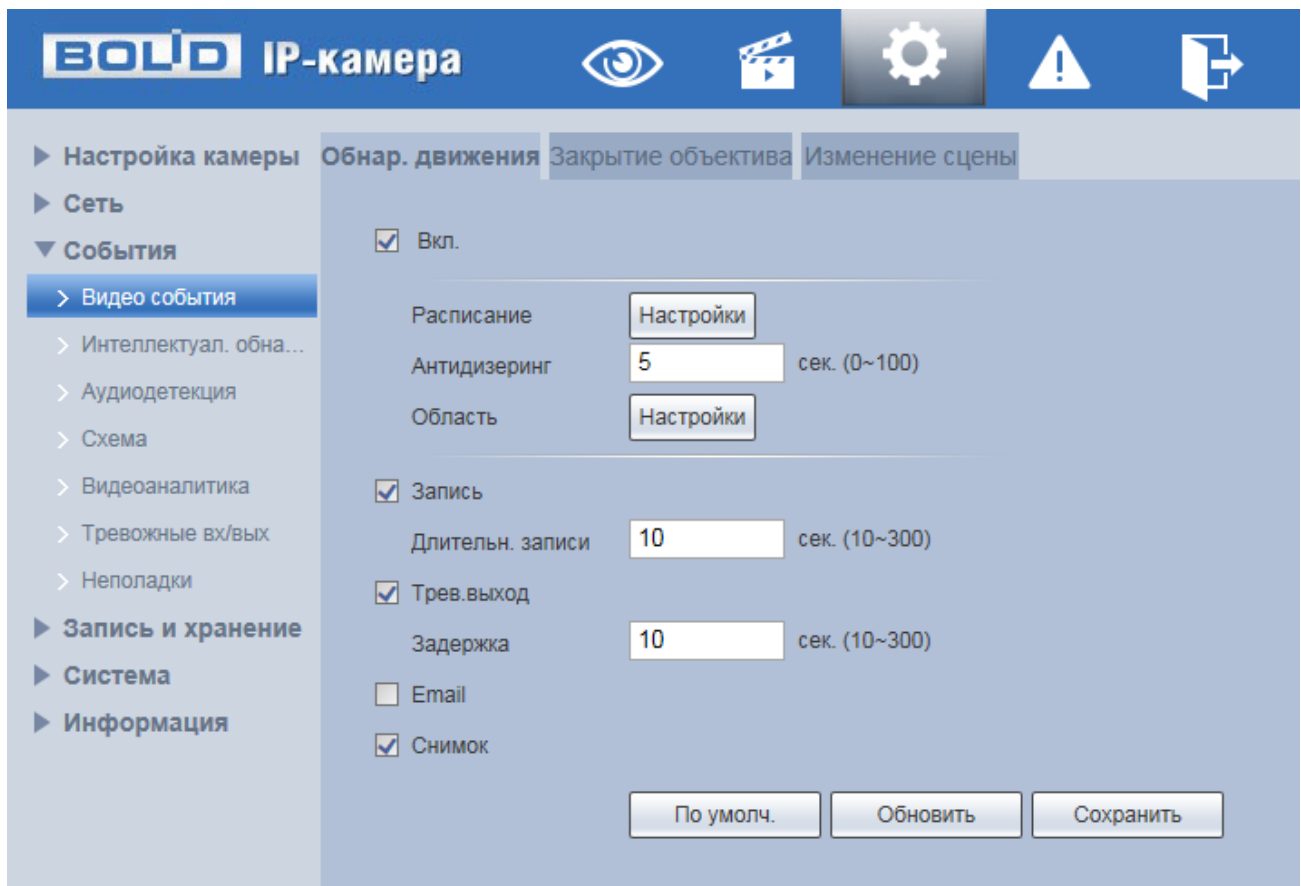 BOLID IP-камера
Настройка камеры
Сеть
События
Видео события
Интеллектуал. обна...
Аудиодетекция
Схема
Видеоаналитика
Тревожные вх/вых
Неполадки
Запись и хранение
Система
Информация
Обнар. движения Закрытие объектива Изменение сцены
Вкл.
Расписание Настройки
Антидизеринг 5 сек. (0~100)
Область Настройки
Запись
Длительн. записи 10 сек. (10~300)
Трев.выход
Задержка 10 сек. (10~300)
Email
Снимок
По умолч. Обновить Сохранить